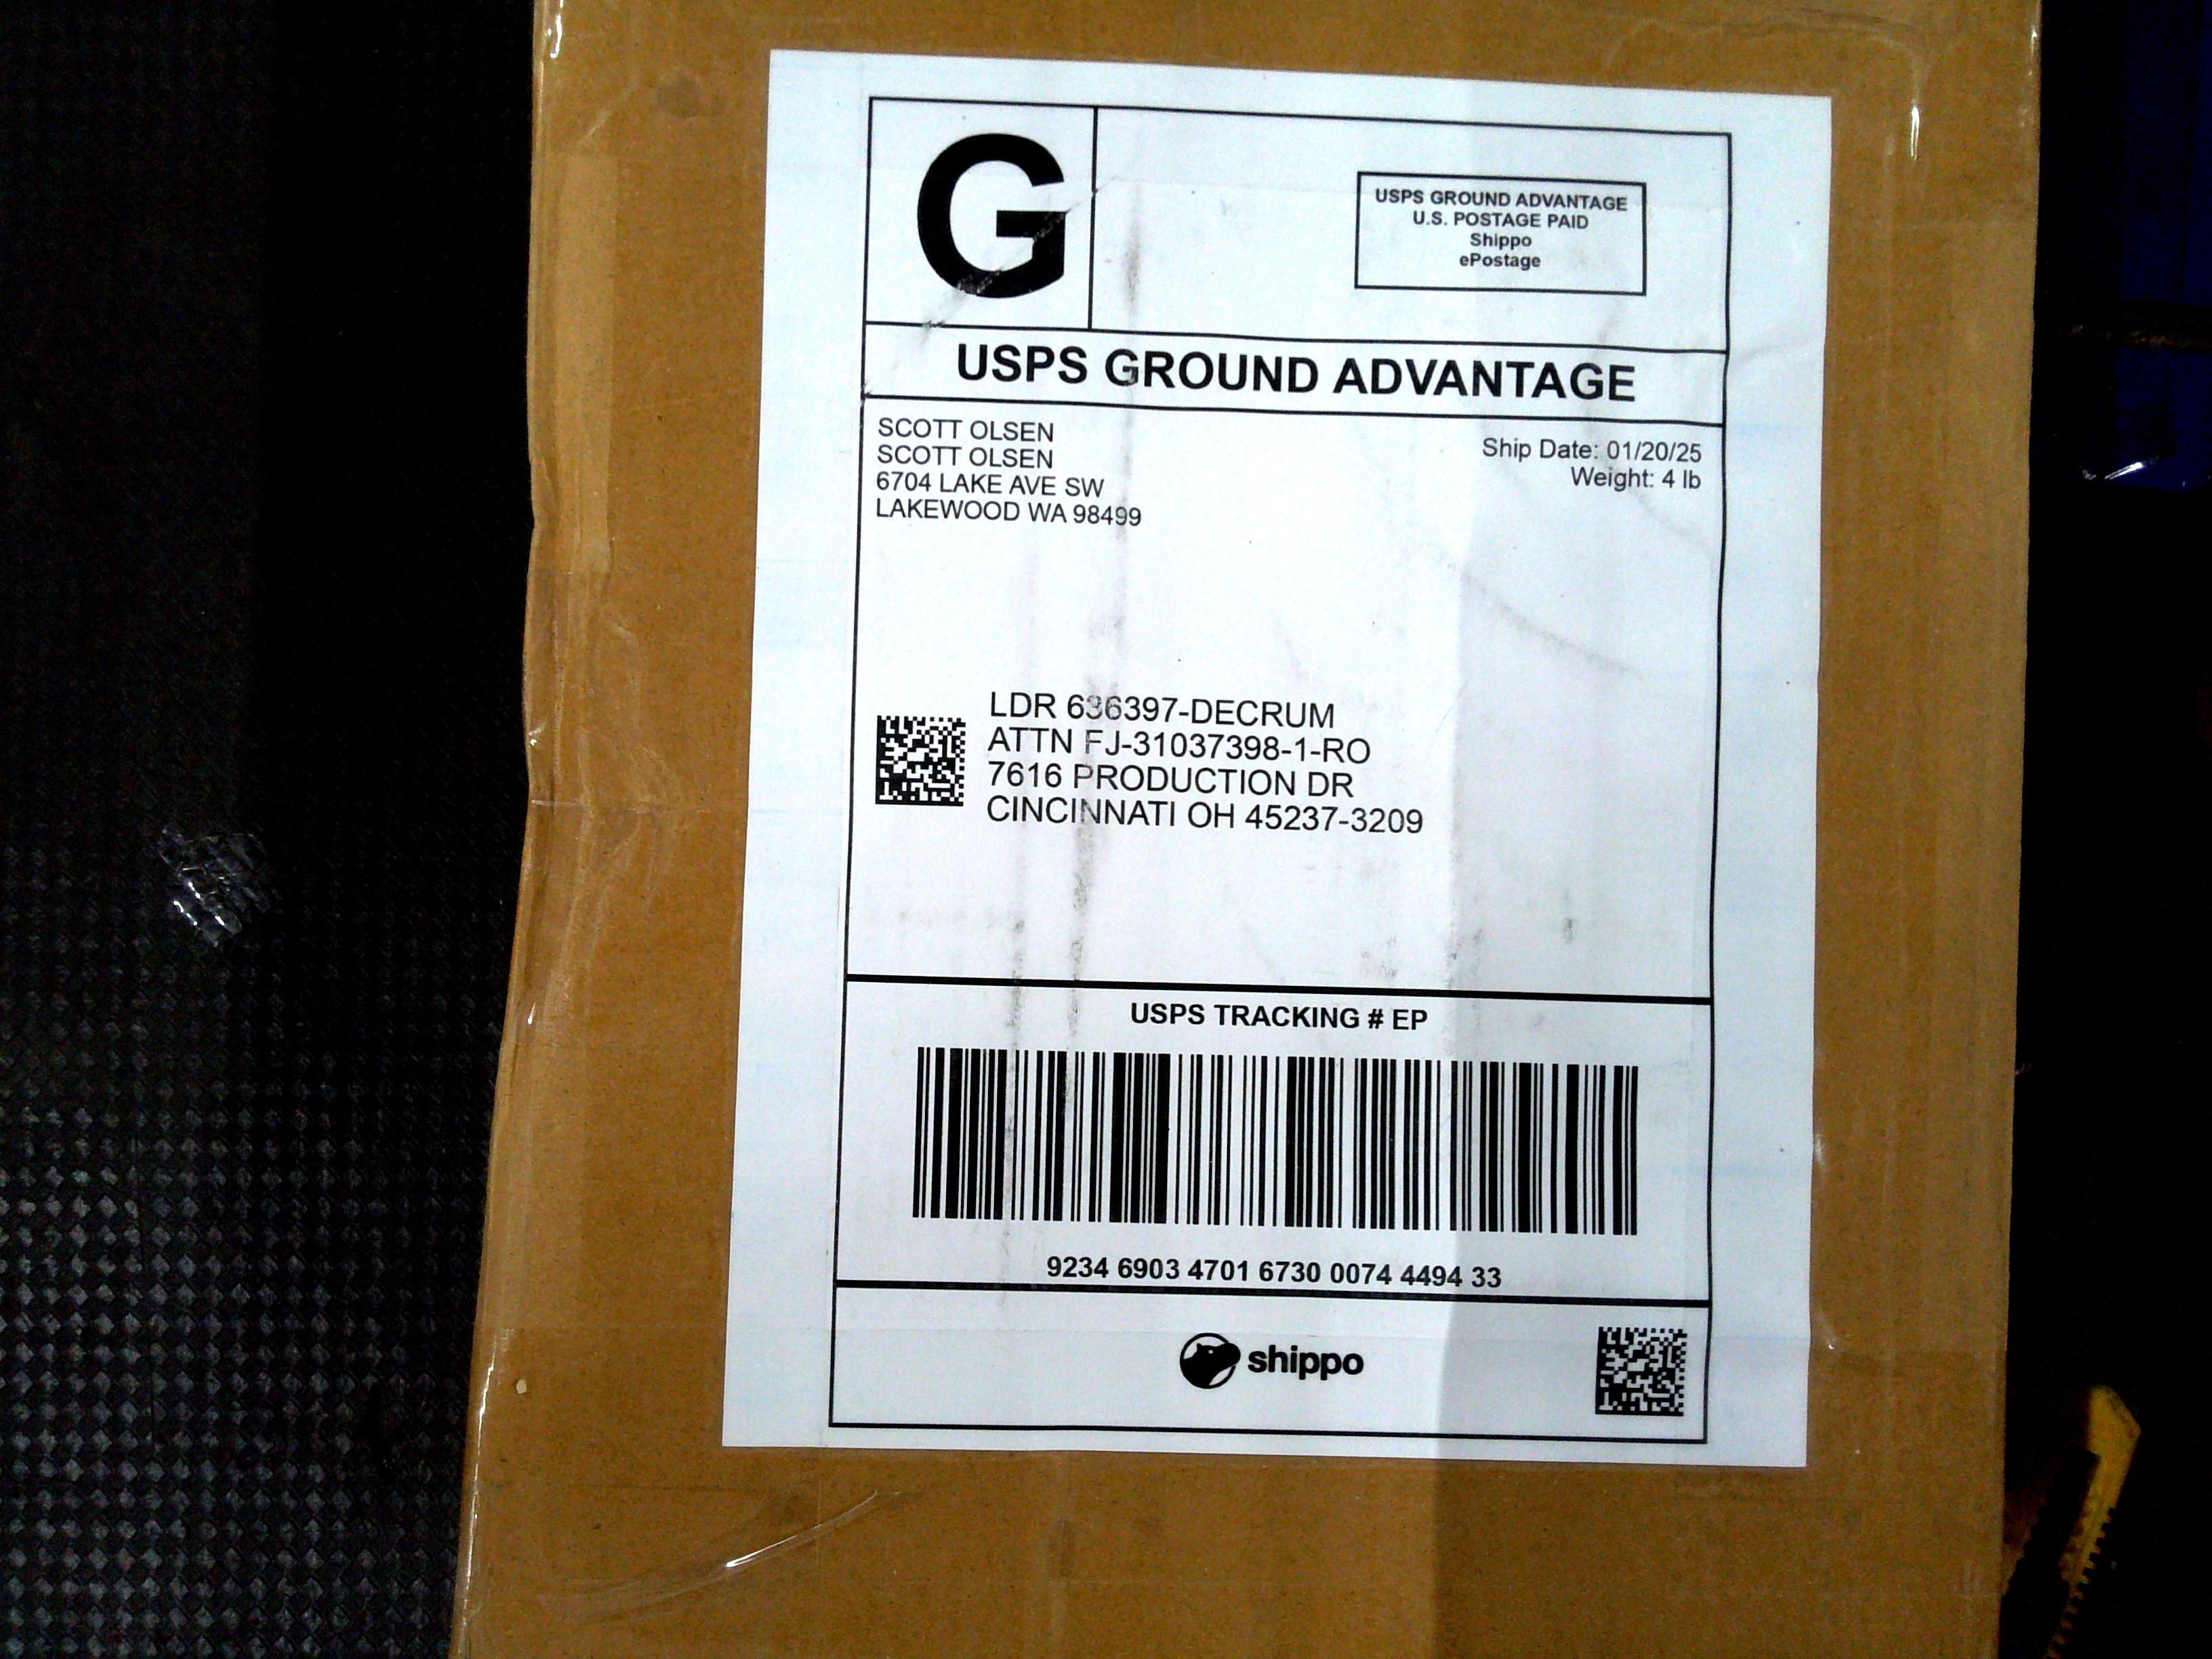 G
USPS GROUND ADVANTAGE
U.S. POSTAGE PAID
Shippo
ePostage
USPS GROUND ADVANTAGE
SCOTT OLSEN
SCOTT OLSEN
6704 LAKE AVE SW
LAKEWOOD WA 98499
Ship Date: 01/20/25
Weight: 4 lb
LDR 636397-DECRUM
ATTN FJ-31037398-1-RO
7616 PRODUCTION DR
CINCINNATI OH 45237-3209
USPS TRACKING # EP
9234 6903 4701 6730 0074 4494 33
shippo